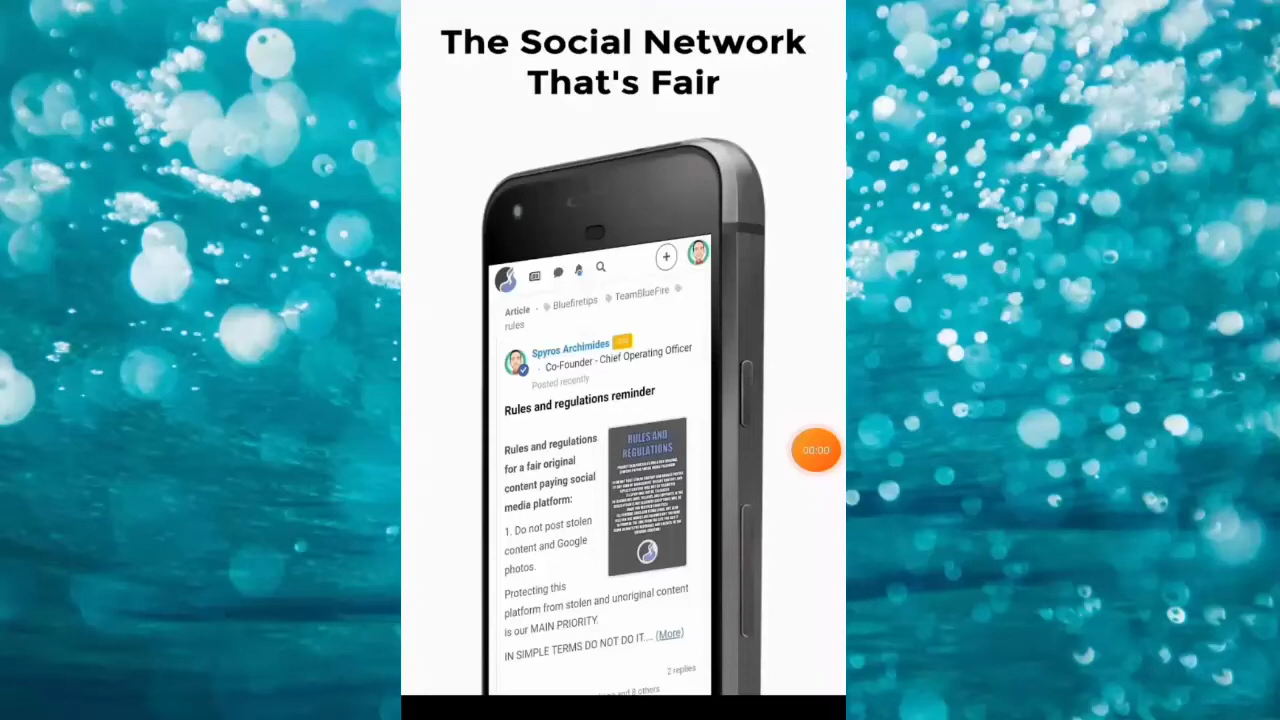 The Social Network
That's Fair
Article · Bluefiretips TeamBlueFire
rules
Spyros Archimides
· Co-Founder - Chief Operating Officer
Posted recently
Rules and regulations reminder
RULES AND
REGULATIONS
Rules and regulations
for a fair original
content paying social
media platform:
1. Do not post stolen
content and Google
photos.
Protecting this
platform from stolen and unoriginal content
is our MAIN PRIORITY.
IN SIMPLE TERMS DO NOT DO IT.... (More)
2 replies
and 8 others
00:00